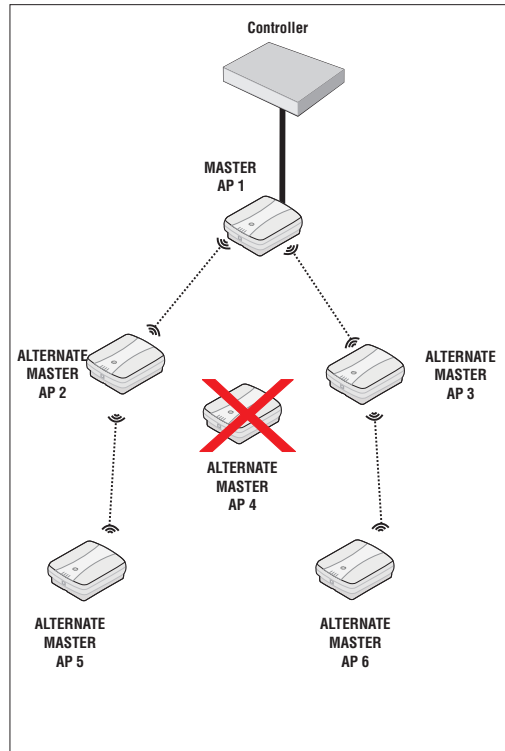 Controller
MASTER
AP 1
ALTERNATE
MASTER
AP 2
ALTERNATE
MASTER
AP 3
ALTERNATE
MASTER
AP 4
ALTERNATE
MASTER
AP 5
ALTERNATE
MASTER
AP 6